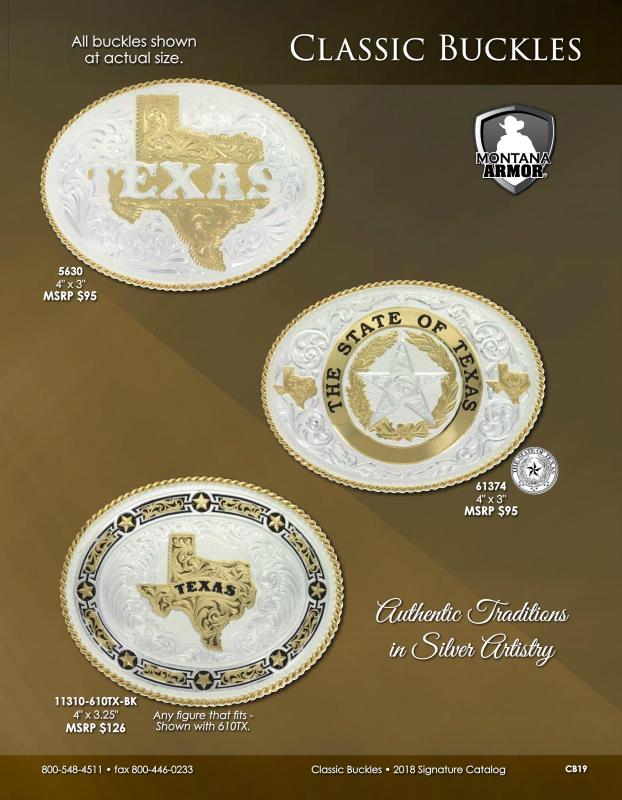 All buckles shown
at actual size.
CLASSIC BUCKLES
MONTANA
ARMOR®
TEXAS
5630
4" x 3"
MSRP $95
THE STATE OF TEXAS
61374
4" x 3"
MSRP $95
TEXAS
Authentic Traditions
in Silver Artistry
11310-610TX-BK
4" x 3.25"
MSRP $126
Any figure that fits -
Shown with 610TX.
800-548-4511 • fax 800-446-0233
Classic Buckles • 2018 Signature Catalog
CB19